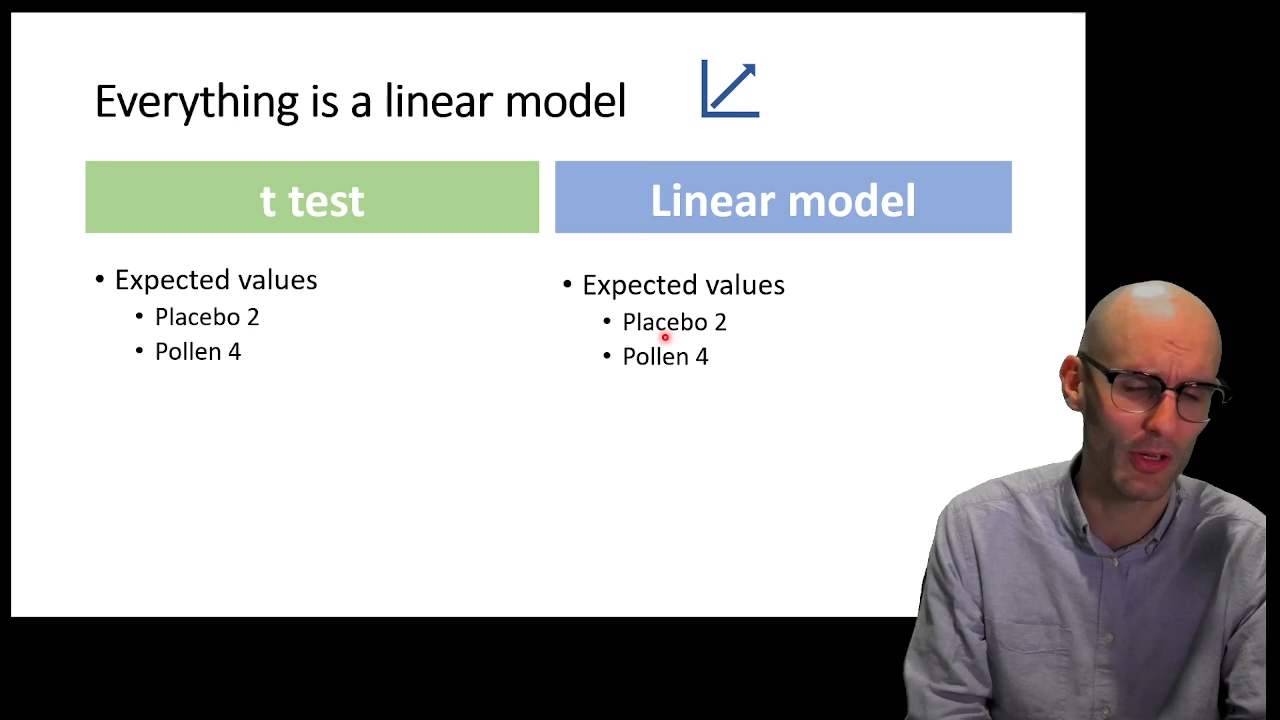 Everything is a linear model
t test
• Expected values
• Placebo 2
• Pollen 4
Linear model
• Expected values
• Placebo 2
• Pollen 4